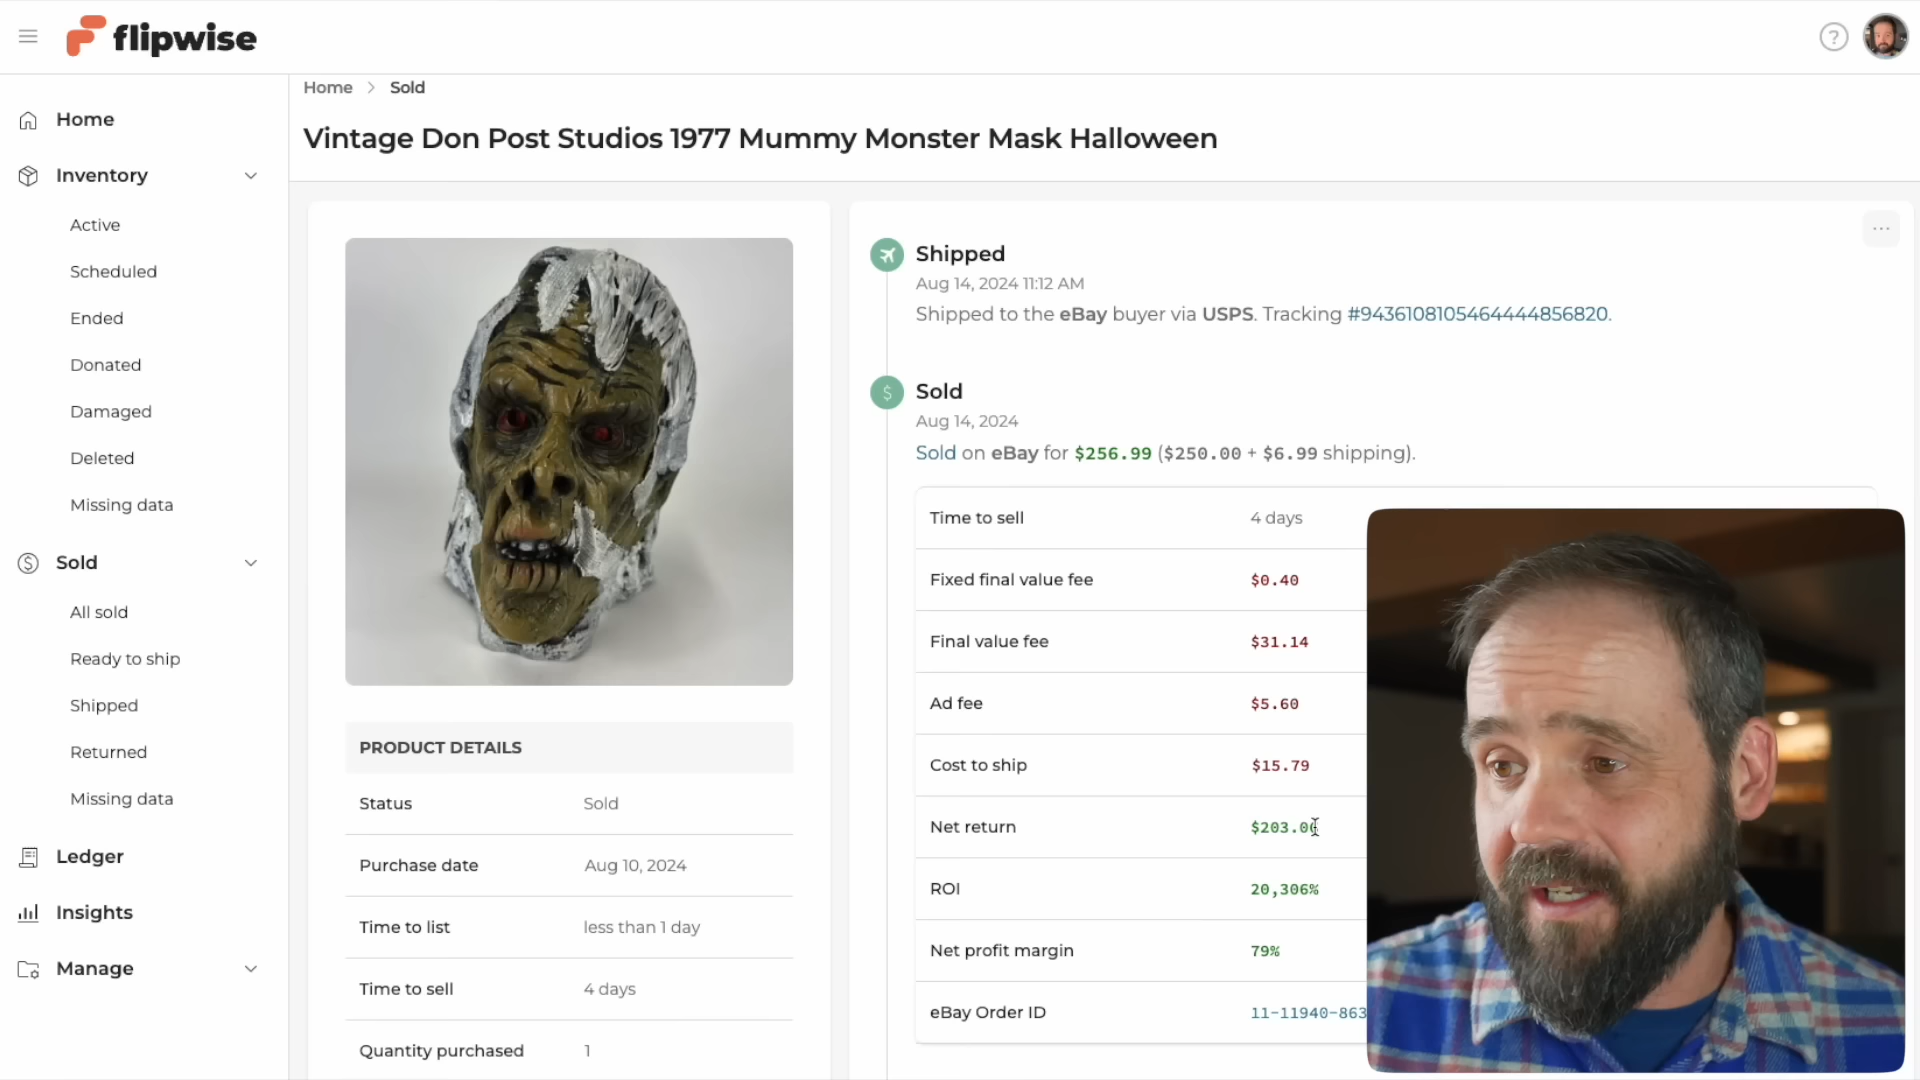 flipwise
?
Home > Sold
Vintage Don Post Studios 1977 Mummy Monster Mask Halloween
Home
Inventory
Active
Scheduled
Ended
Donated
Damaged
Deleted
Missing data
Sold
All sold
Ready to ship
Shipped
Returned
Missing data
Ledger
Insights
Manage
PRODUCT DETAILS
Status Sold
Purchase date Aug 10, 2024
Time to list less than 1 day
Time to sell 4 days
Quantity purchased 1
Shipped
Aug 14, 2024 11:12 AM
Shipped to the eBay buyer via USPS. Tracking #9436108105464444856820.
$
Sold
Aug 14, 2024
Sold on eBay for $256.99 ($250.00 + $6.99 shipping).
Time to sell 4 days
Fixed final value fee $0.40
Final value fee $31.14
Ad fee $5.60
Cost to ship $15.79
Net return
ROI 20,306%
Net profit margin 79%
eBay Order ID 11-11940-863